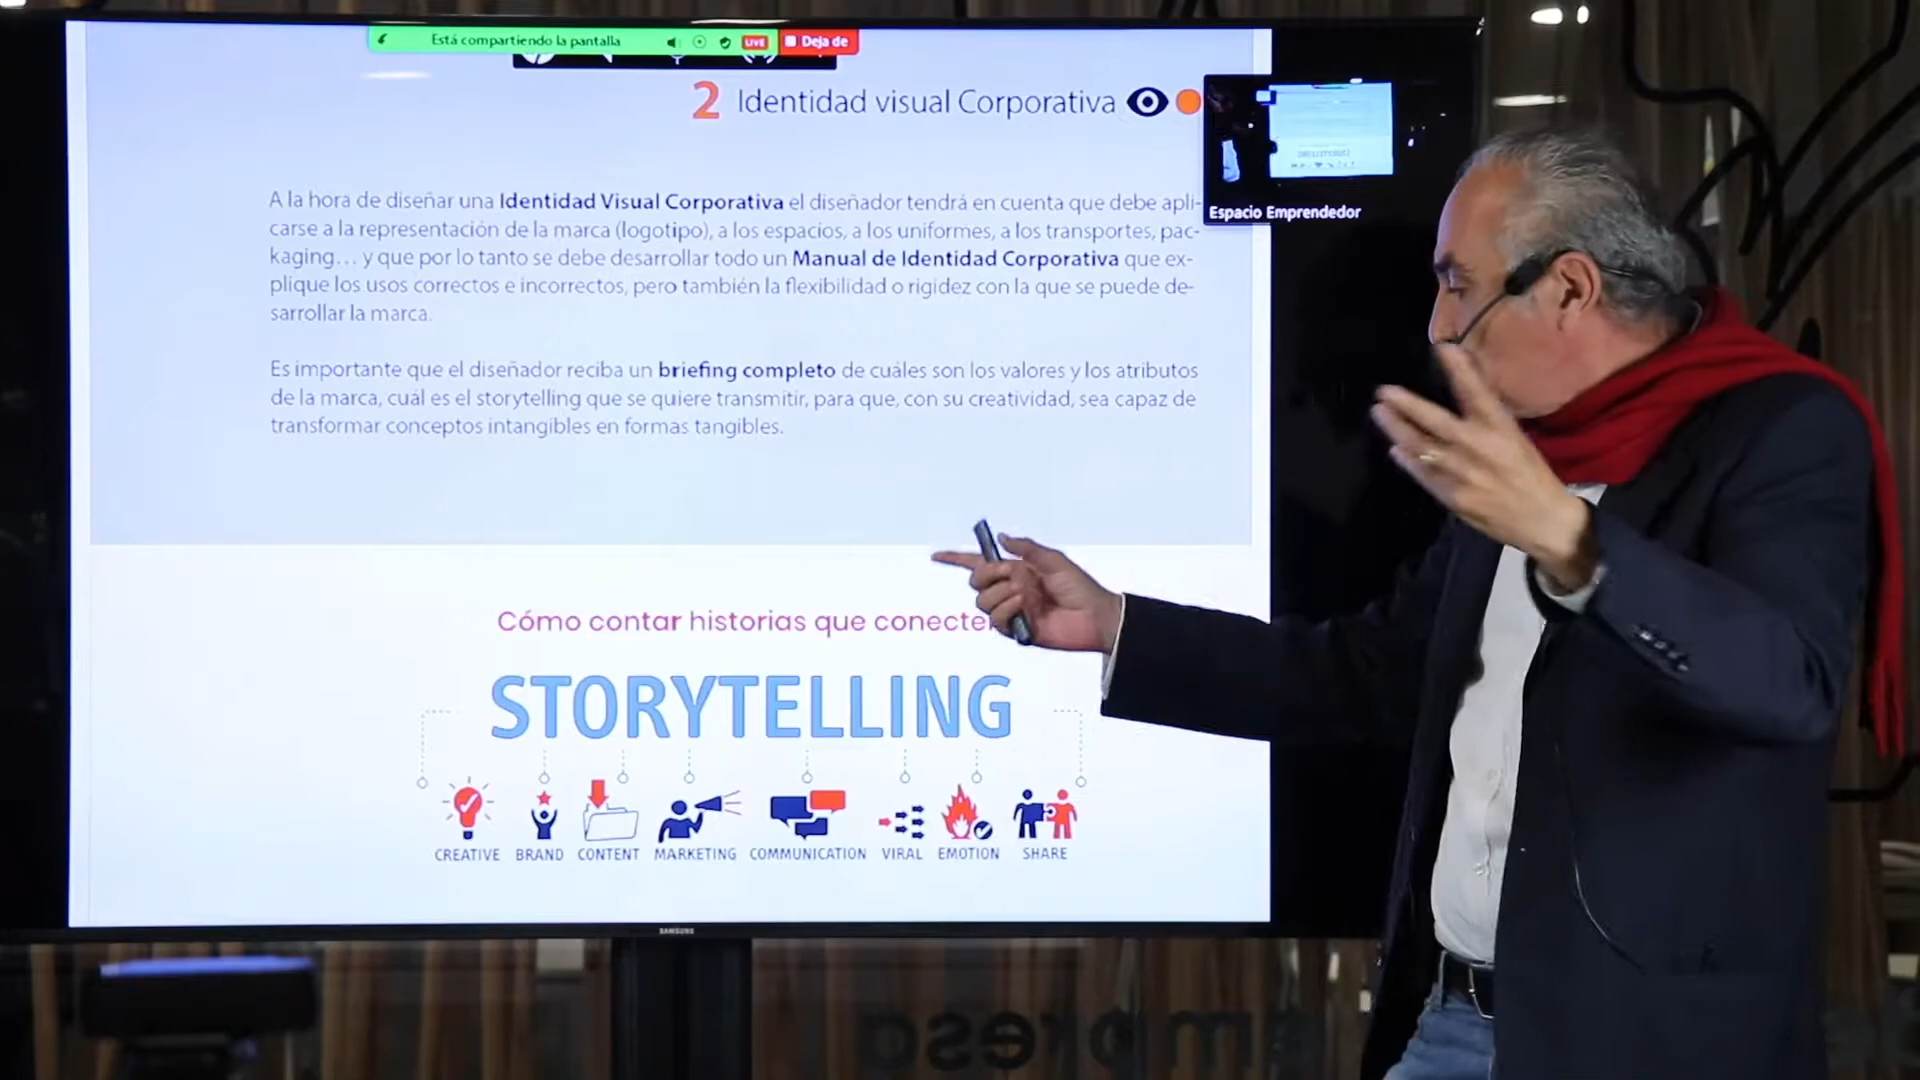 Está compartiendo la pantalla
LIVE
Deja de
2 Identidad visual Corporativa
A la hora de diseñar una Identidad Visual Corporativa el diseñador tendrá en cuenta que debe apli-
carse a la representación de la marca (logotipo), a los espacios, a los uniformes, a los transportes, pac-
kaging... y que por lo tanto se debe desarrollar todo un Manual de Identidad Corporativa que ex-
plique los usos correctos e incorrectos, pero también la flexibilidad o rigidez con la que se puede de-
sarrollar la marca.
Es importante que el diseñador reciba un briefing completo de cuáles son los valores y los atributos
de la marca, cuál es el storytelling que se quiere transmitir, para que, con su creatividad, sea capaz de
transformar conceptos intangibles en formas tangibles.
Espacio Emprendedor
Cómo contar historias que conecten
STORYTELLING
CREATIVE BRAND CONTENT MARKETING COMMUNICATION VIRAL EMOTION SHARE
SAMSUNG
empresa